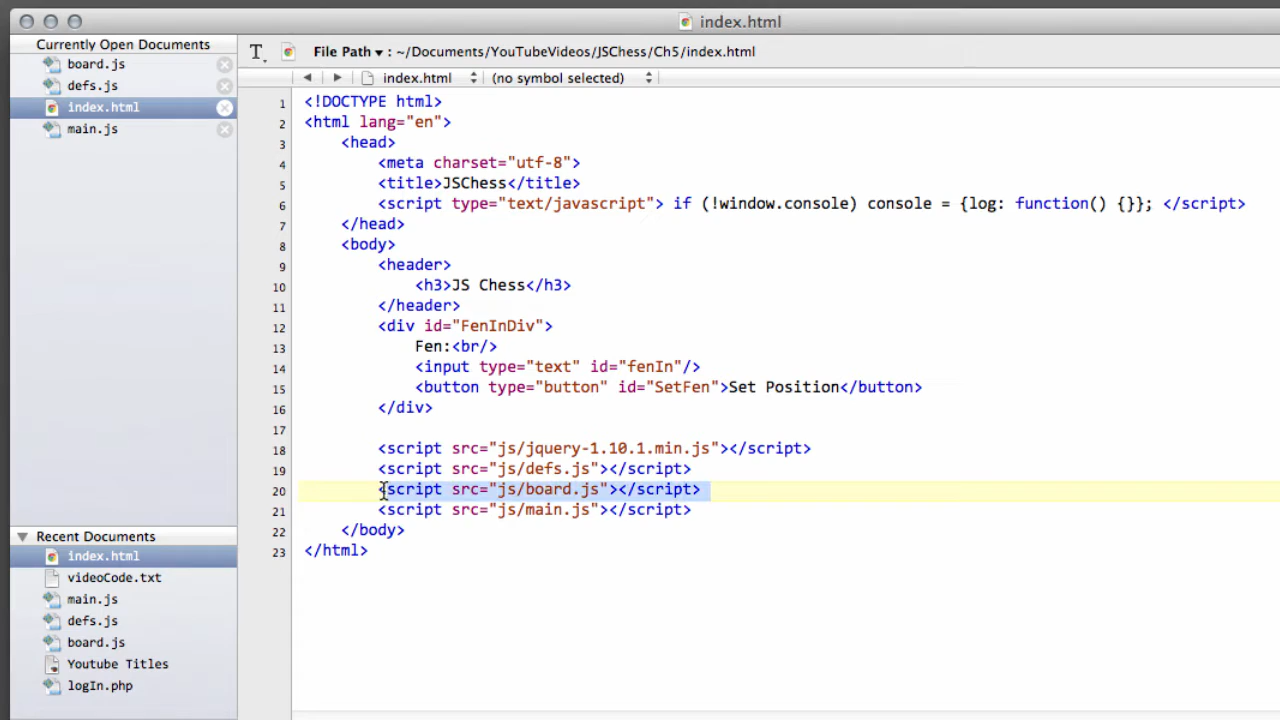 index.html
Currently Open Documents
board.js
defs.js
index.html
main.js
File Path ▾ : ~/Documents/YouTubeVideos/JSChess/Ch5/index.html
index.html (no symbol selected)
1 <!DOCTYPE html>
2 <html lang="en">
3 <head>
4 <meta charset="utf-8">
5 <title>JSChess</title>
6 <script type="text/javascript"> if (!window.console) console = {log: function() {}}; </script>
7 </head>
8 <body>
9 <header>
10 <h3>JS Chess</h3>
11 </header>
12 <div id="FenInDiv">
13 Fen:<br/>
14 <input type="text" id="fenIn"/>
15 <button type="button" id="SetFen">Set Position</button>
16 </div>
17
18 <script src="js/jquery-1.10.1.min.js"></script>
19 <script src="js/defs.js"></script>
20 <script src="js/board.js"></script>
21 <script src="js/main.js"></script>
22 </body>
23 </html>
Recent Documents
index.html
videoCode.txt
main.js
defs.js
board.js
Youtube Titles
logIn.php